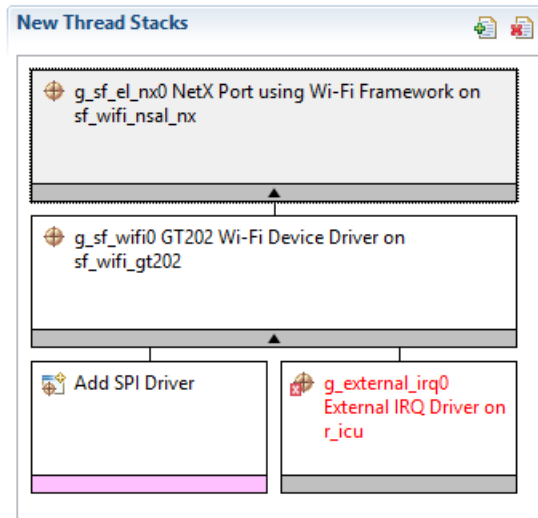 New Thread Stacks
g_sf_el_nx0 NetX Port using Wi-Fi Framework on
sf_wifi_nsal_nx
g_sf_wifi0 GT202 Wi-Fi Device Driver on
sf_wifi_gt202
Add SPI Driver
g_external_irq0
External IRQ Driver on
r_icu